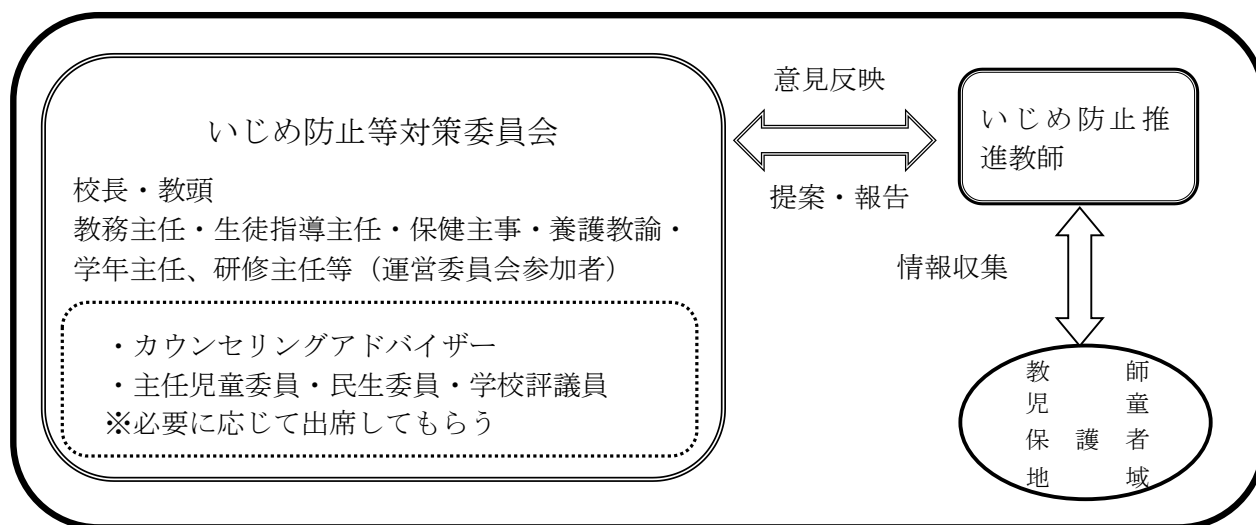 いじめ防止等対策委員会
校長・教頭
教務主任・生徒指導主任・保健主事・養護教諭・
学年主任、研修主任等（運営委員会参加者）
・カウンセリングアドバイザー
・主任児童委員・民生委員・学校評議員
※必要に応じて出席してもらう
意見反映
提案・報告
いじめ防止推
進教師
情報収集
教師
児童
保護者
地域